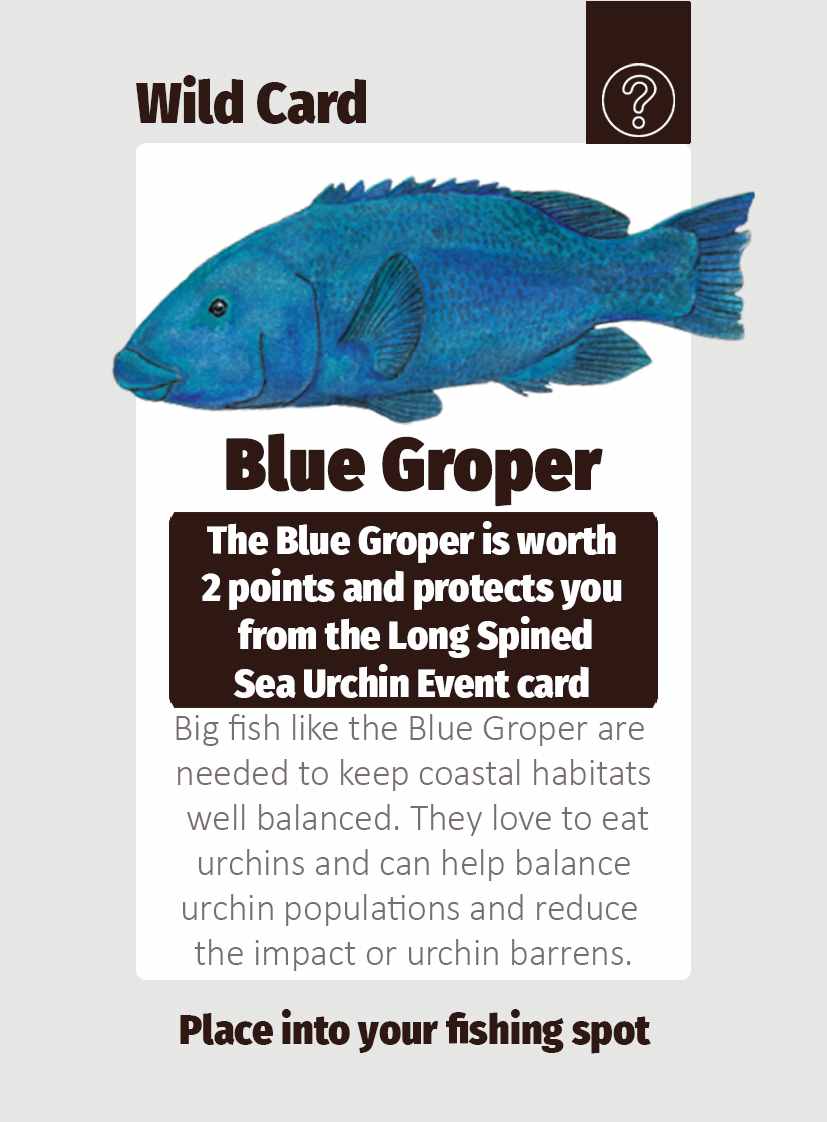 Wild Card
?
Blue Groper
The Blue Groper is worth
2 points and protects you
from the Long Spined
Sea Urchin Event card
Big fish like the Blue Groper are
needed to keep coastal habitats
well balanced. They love to eat
urchins and can help balance
urchin populations and reduce
the impact or urchin barrens.
Place into your fishing spot